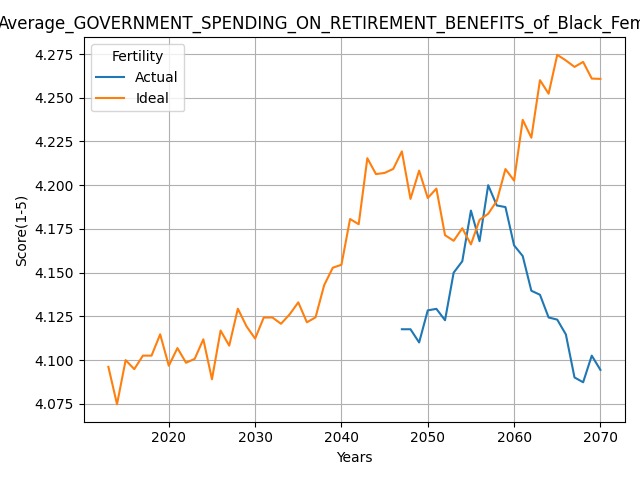 Average_GOVERNMENT_SPENDING_ON_RETIREMENT_BENEFITS_of_Black_Fem
Fertility
Actual
Ideal
4.275
4.250
4.225
4.200
4.175
4.150
4.125
4.100
4.075
Score(1-5)
2020 2030 2040 2050 2060 2070
Years